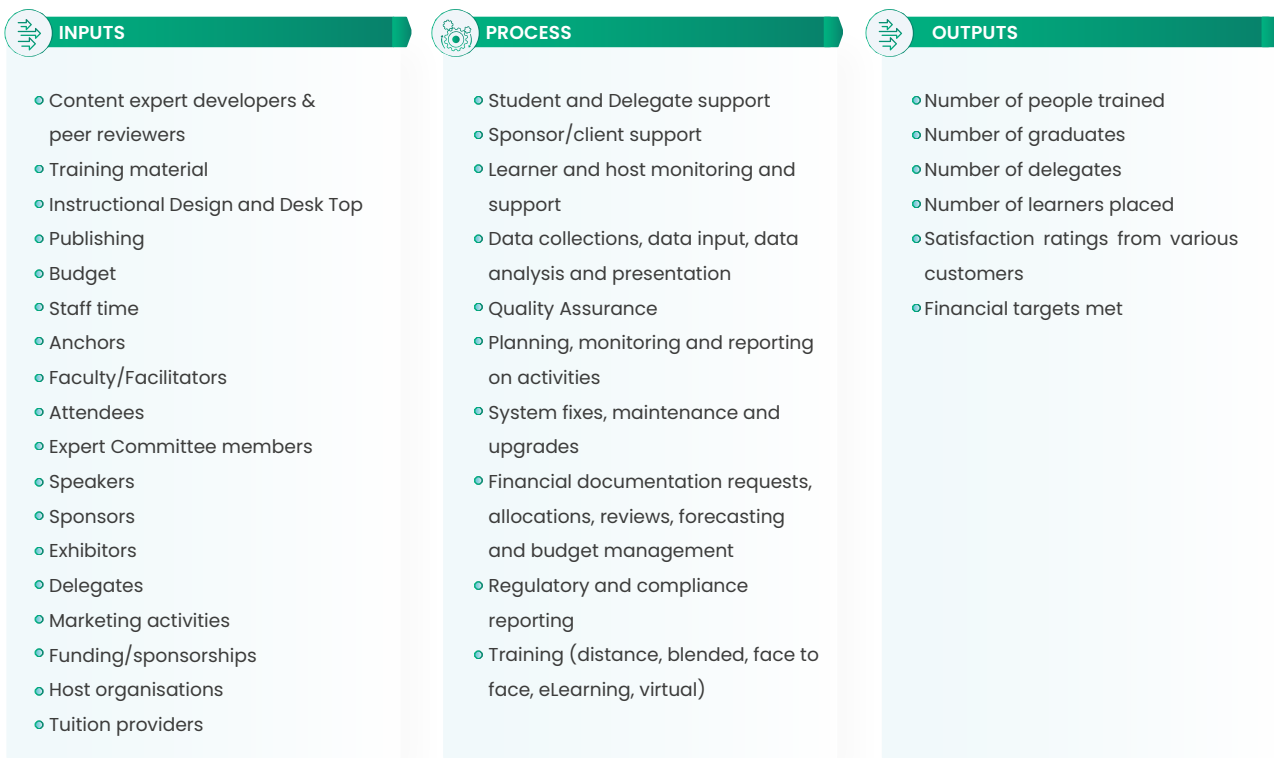 INPUTS
Content expert developers &
peer reviewers
Training material
Instructional Design and Desk Top
Publishing
Budget
Staff time
Anchors
Faculty/Facilitators
Attendees
Expert Committee members
Speakers
Sponsors
Exhibitors
Delegates
Marketing activities
Funding/sponsorships
Host organisations
Tuition providers
PROCESS
Student and Delegate support
Sponsor/client support
Learner and host monitoring and
support
Data collections, data input, data
analysis and presentation
Quality Assurance
Planning, monitoring and reporting
on activities
System fixes, maintenance and
upgrades
Financial documentation requests,
allocations, reviews, forecasting
and budget management
Regulatory and compliance
reporting
Training (distance, blended, face to
face, eLearning, virtual)
OUTPUTS
Number of people trained
Number of graduates
Number of delegates
Number of learners placed
Satisfaction ratings from various
customers
Financial targets met